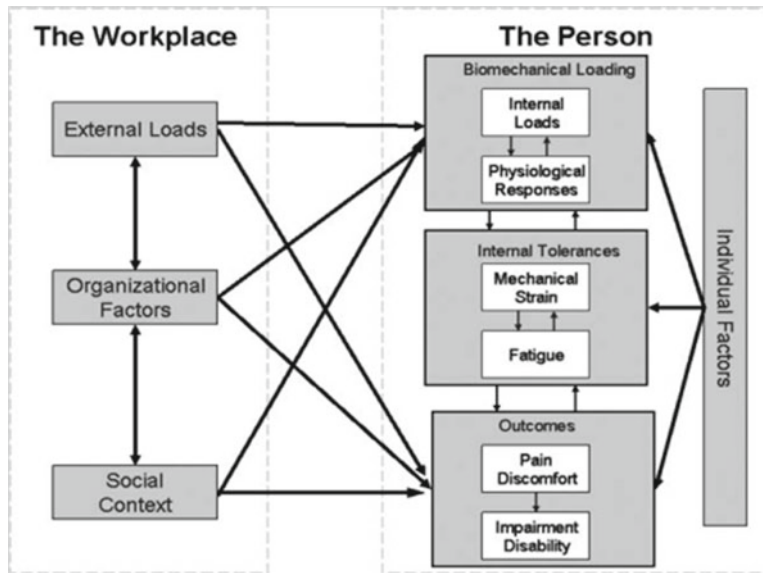 The Workplace
External Loads
Organizational
Factors
Social
Context
The Person
Biomechanical Loading
Internal
Loads
Physiological
Responses
Internal Tolerances
Mechanical
Strain
Fatigue
Outcomes
Pain
Discomfort
Impairment
Disability
Individual Factors